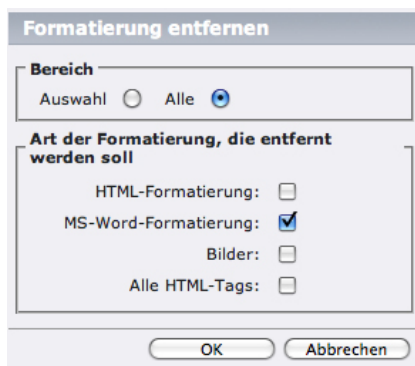 Formatierung entfernen
Bereich
Auswahl Alle
Art der Formatierung, die entfernt
werden soll
HTML-Formatierung:
MS-Word-Formatierung:
Bilder:
Alle HTML-Tags:
OK Abbrechen